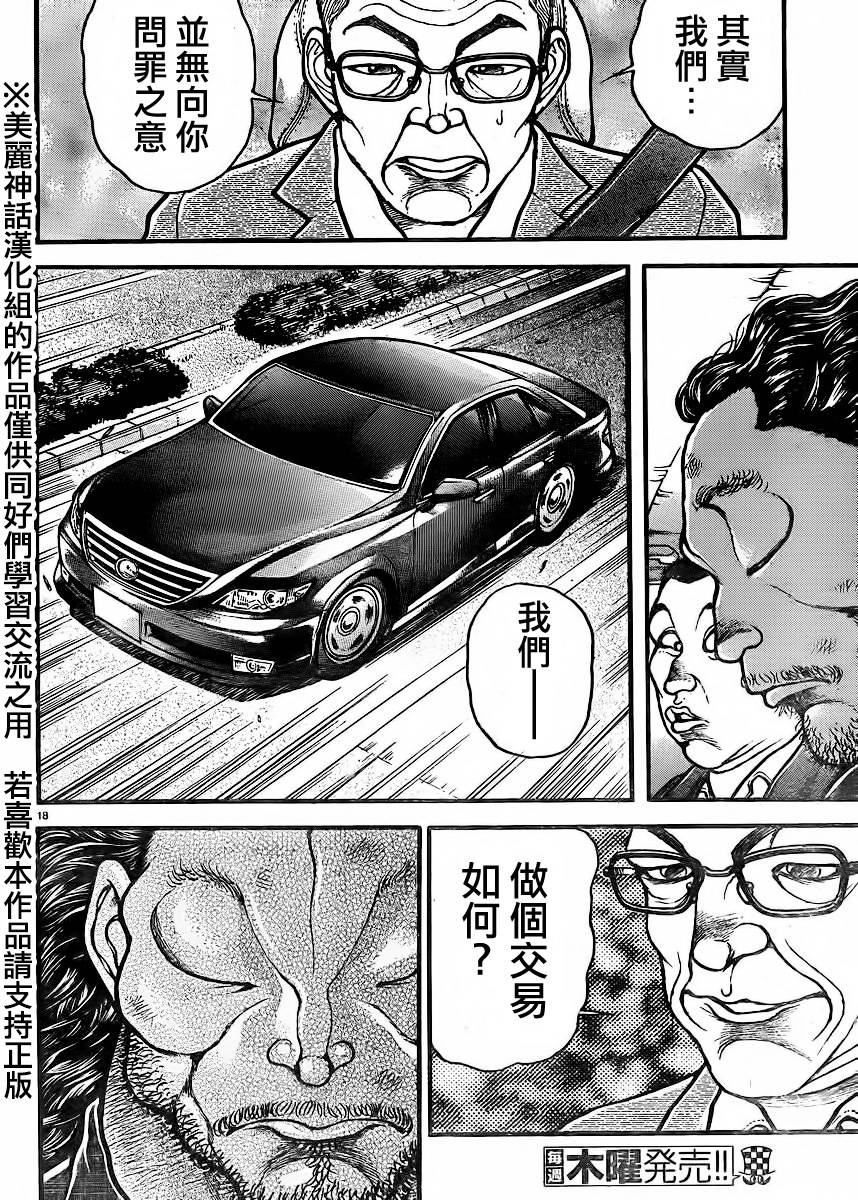 其實
我們…
並無向你
問罪之意
我們——
做個交易
如何？
18
毎週木曜発売!!
※美麗神話漢化組的作品僅供同好們學習交流之用 若喜歡本作品請支持正版